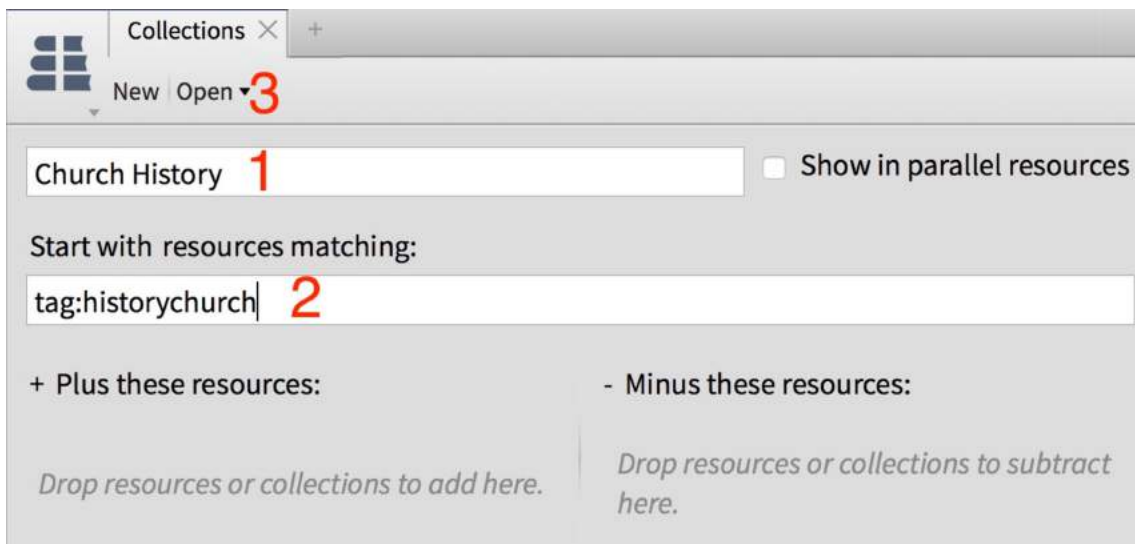 Collections
New Open 3
Church History 1 Show in parallel resources
Start with resources matching:
tag:historychurch 2
+ Plus these resources: - Minus these resources:
Drop resources or collections to add here. Drop resources or collections to subtract
here.